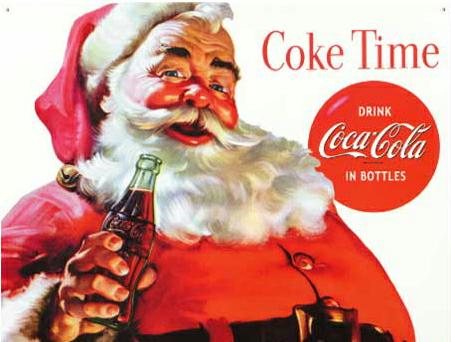 Coke Time
DRINK
Coca-Cola
IN BOTTLES